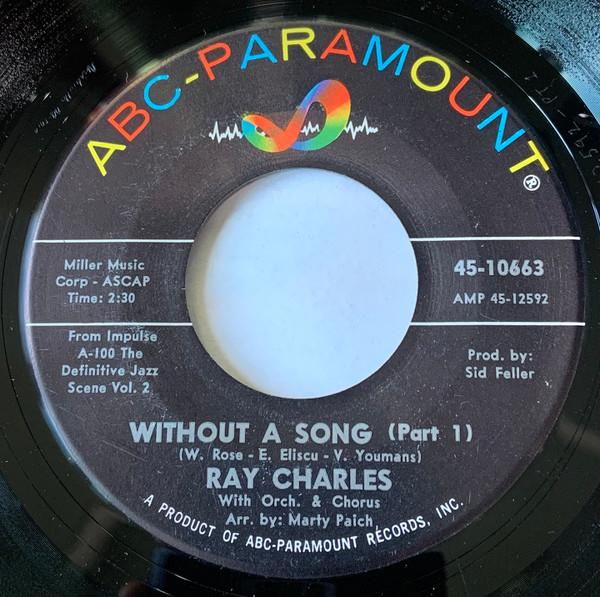 ABC-PARAMOUNT®
Miller Music
Corp - ASCAP
Time: 2:30
45-10663
AMP 45-12592
From Impulse
A-100 The
Definitive Jazz
Scene Vol. 2
Prod. by:
Sid Feller
WITHOUT A SONG (Part 1)
(W. Rose - E. Eliscu - V. Youmans)
RAY CHARLES
With Orch. & Chorus
Arr. by: Marty Paich
A PRODUCT OF ABC-PARAMOUNT RECORDS, INC.